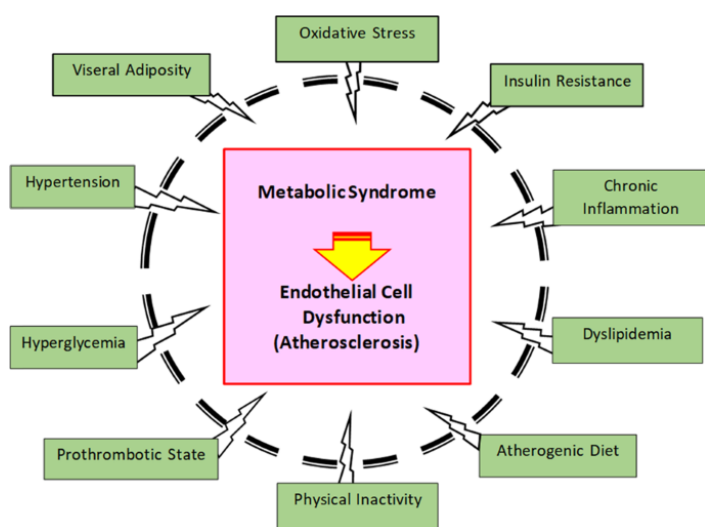 Oxidative Stress
Viseral Adiposity
Insulin Resistance
Hypertension
Metabolic Syndrome
Chronic
Inflammation
Endothelial Cell
Dysfunction
(Atherosclerosis)
Hyperglycemia
Dyslipidemia
Prothrombotic State
Atherogenic Diet
Physical Inactivity